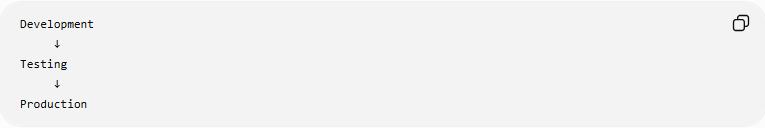 Development
↓
Testing
↓
Production